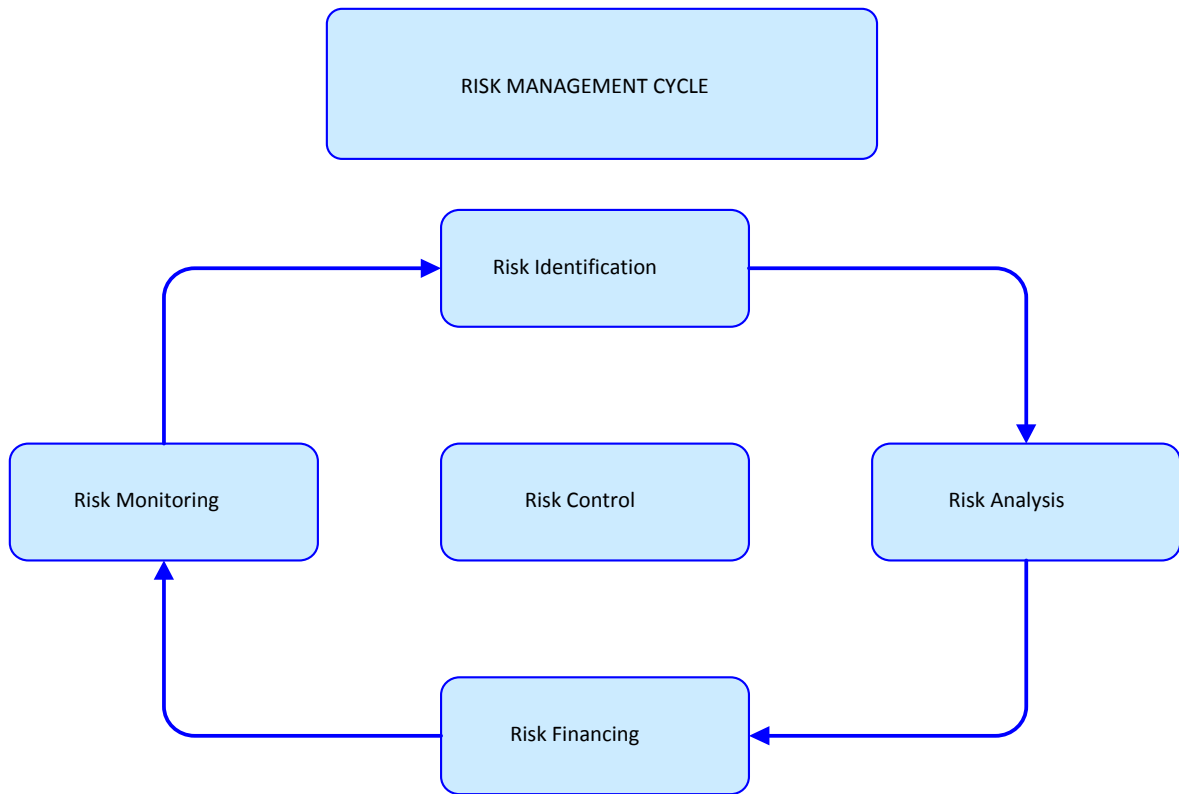 RISK MANAGEMENT CYCLE
Risk Identification
Risk Monitoring
Risk Control
Risk Analysis
Risk Financing